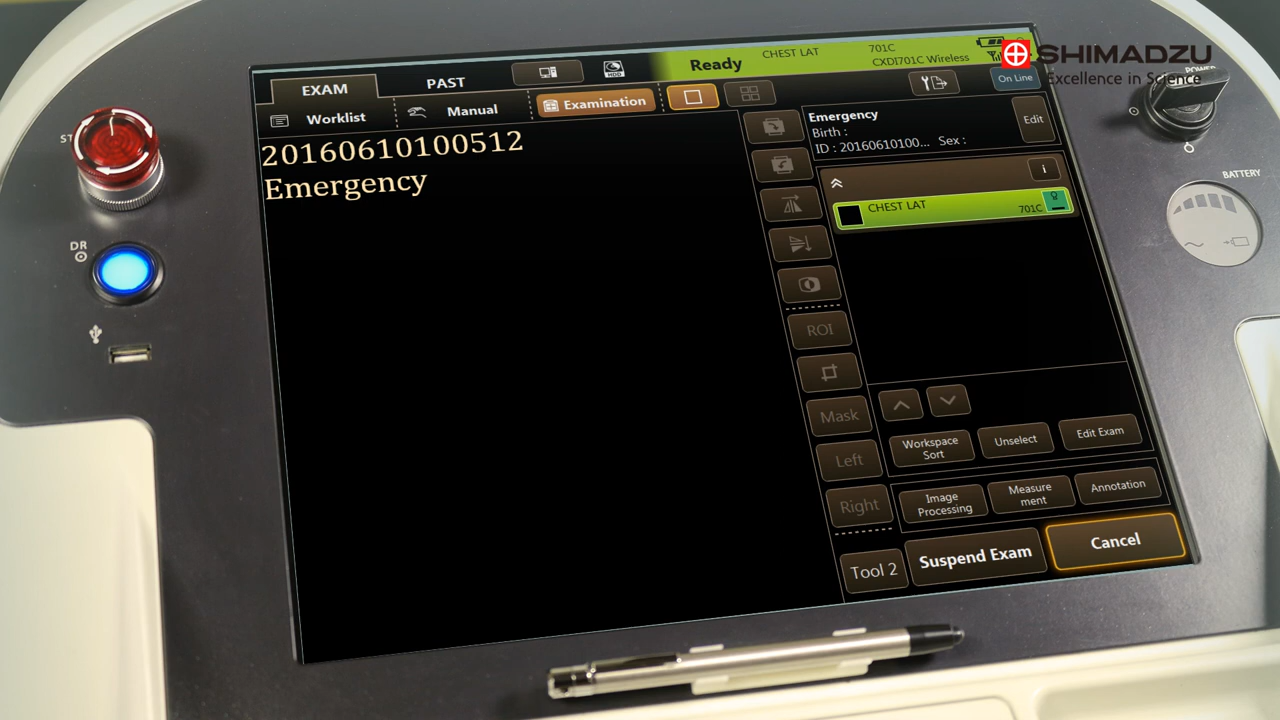 SHIMADZU
Excellence in Science
Ready
CHEST LAT
701C
CXDI701C Wireless
EXAM
PAST
HDD
On Line
POWER
Worklist
Manual
Examination
20160610100512
Emergency
Emergency
Birth :
ID : 20160610100... Sex :
Edit
i
CHEST LAT
701C
BATTERY
ST
DR
ROI
Mask
Left
Right
Workspace
Sort
Unselect
Edit Exam
Image
Processing
Measure
ment
Annotation
Tool 2
Suspend Exam
Cancel